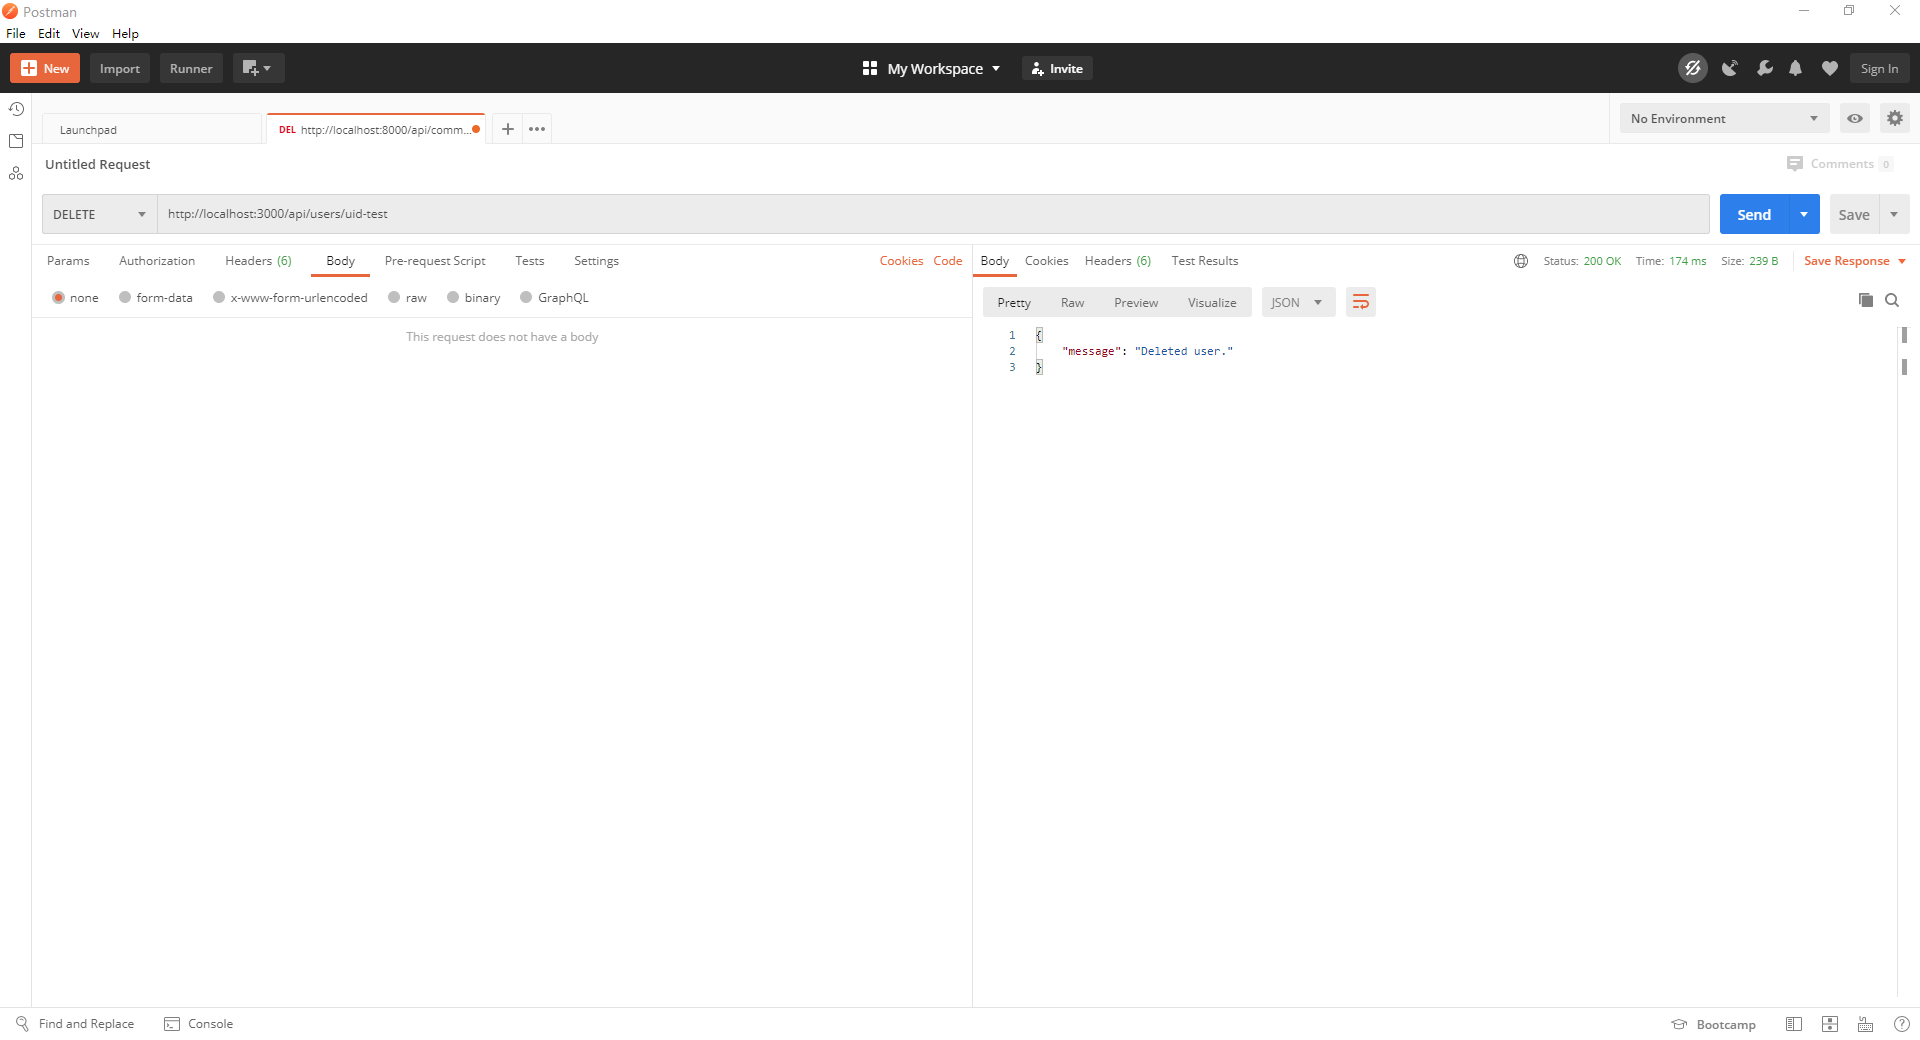 Postman
File Edit View Help
New Import Runner My Workspace Invite Sign In
Launchpad DEL http://localhost:8000/api/comm... No Environment
Untitled Request Comments 0
DELETE http://localhost:3000/api/users/uid-test Send Save
Params Authorization Headers (6) Body Pre-request Script Tests Settings Cookies Code
none form-data x-www-form-urlencoded raw binary GraphQL
This request does not have a body
Body Cookies Headers (6) Test Results Status: 200 OK Time: 174 ms Size: 239 B Save Response
Pretty Raw Preview Visualize JSON
1 {
2 "message": "Deleted user."
3 }
Find and Replace Console Bootcamp